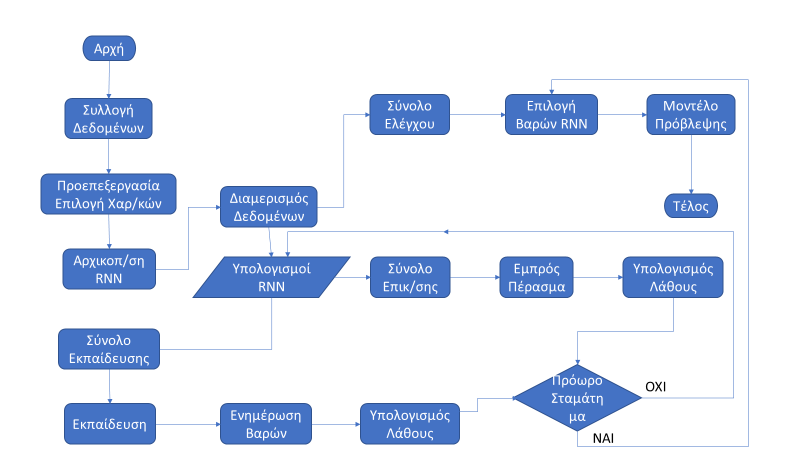 Αρχή
Συλλογή
Δεδομένων
Προεπεξεργασία
Επιλογή Χαρ/κών
Αρχικοπ/ση
RNN
Διαμερισμός
Δεδομένων
Σύνολο
Ελέγχου
Επιλογή
Βαρών RNN
Μοντέλο
Πρόβλεψης
Τέλος
Υπολογισμοί
RNN
Σύνολο
Επικ/σης
Εμπρός
Πέρασμα
Υπολογισμός
Λάθους
Σύνολο
Εκπαίδευσης
Εκπαίδευση
Ενημέρωση
Βαρών
Υπολογισμός
Λάθους
Πρόωρο
Σταμάτη
μα
ΟΧΙ
ΝΑΙ